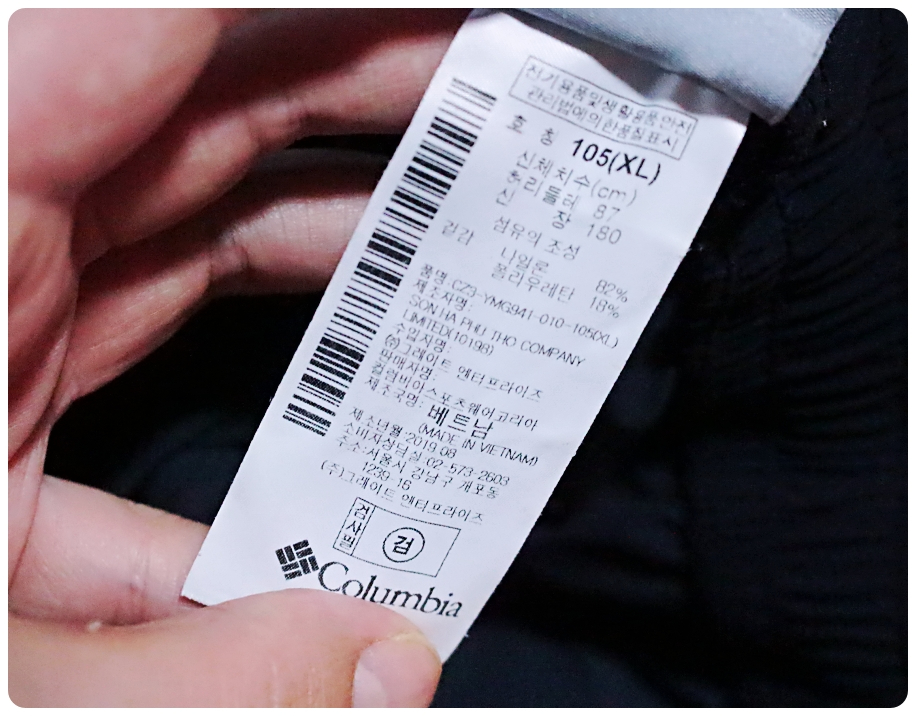 전기용품및생활용품안전
관리법에의한품질표시
호 칭 105(XL)
신체치수(cm)
허리둘레 87
신 장 180
섬유의 조성
겉감 나일론 82%
폴리우레탄 18%
품명:CZ3-YMG941-010-105(XL)
제조자명:
SON HA PHU THO COMPANY
LIMITED(10198)
수입자명:
(주)그레이트 엔터프라이즈
판매자명:
컬럼비아스포츠웨어코리아
제조국명: 베트남
(MADE IN VIETNAM)
제조년월:2019.08
소비자상담실:02-573-2603
주소:서울시 강남구 개포동
1239-16
(주)그레이트 엔터프라이즈
검사필
검
Columbia